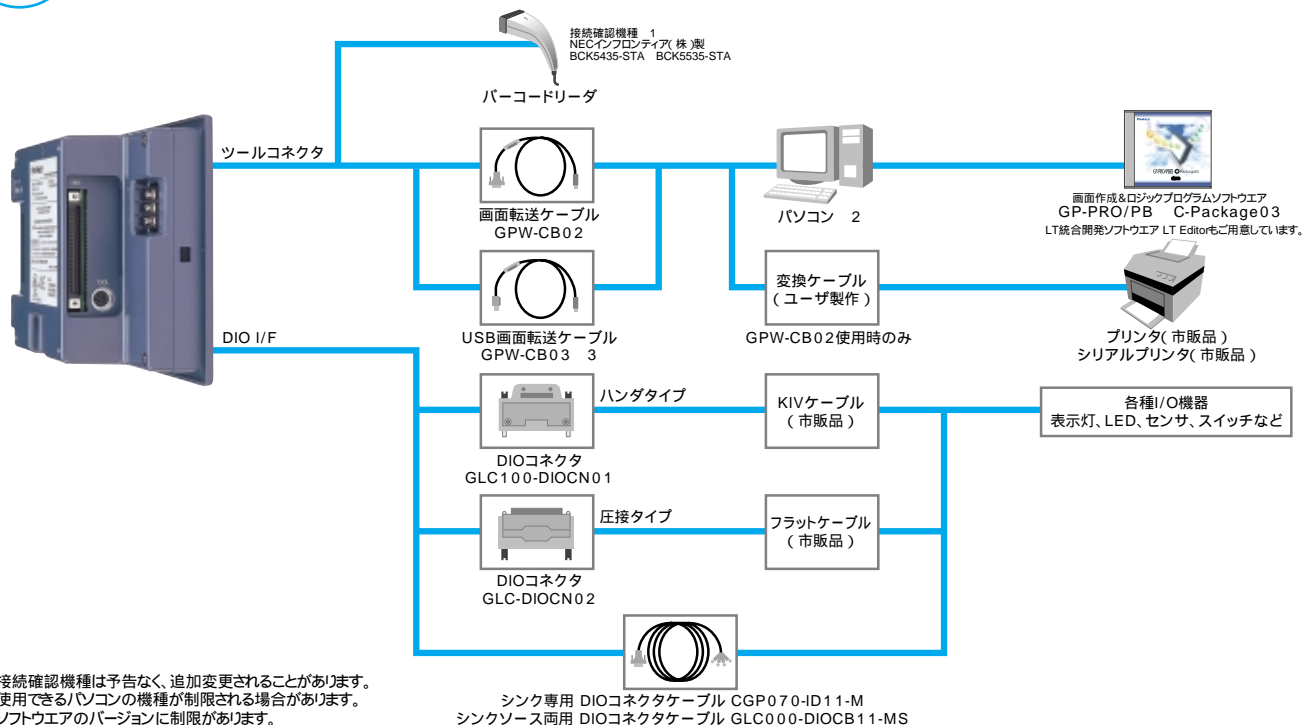 接続確認機種 1
NECインフロンティア(株)製
BCK5435-STA BCK5535-STA
バーコードリーダ
ツールコネクタ
画面転送ケーブル
GPW-CB02
パソコン 2
画面作成&ロジックプログラムソフトウエア
GP-PRO/PB C-Package03
LT統合開発ソフトウエア LT Editorもご用意しています。
USB画面転送ケーブル
GPW-CB03 3
変換ケーブル
(ユーザ製作)
GPW-CB02使用時のみ
プリンタ(市販品)
シリアルプリンタ(市販品)
TOOL
DIO I/F
DIOコネクタ
GLC100-DIOCN01
ハンダタイプ
KIVケーブル
(市販品)
各種I/O機器
表示灯、LED、センサ、スイッチなど
DIOコネクタ
GLC-DIOCN02
圧接タイプ
フラットケーブル
(市販品)
シンク専用 DIOコネクタケーブル CGP070-ID11-M
シンクソース両用 DIOコネクタケーブル GLC000-DIOCB11-MS
接続確認機種は予告なく、追加変更されることがあります。
使用できるパソコンの機種が制限される場合があります。
ソフトウエアのバージョンに制限があります。